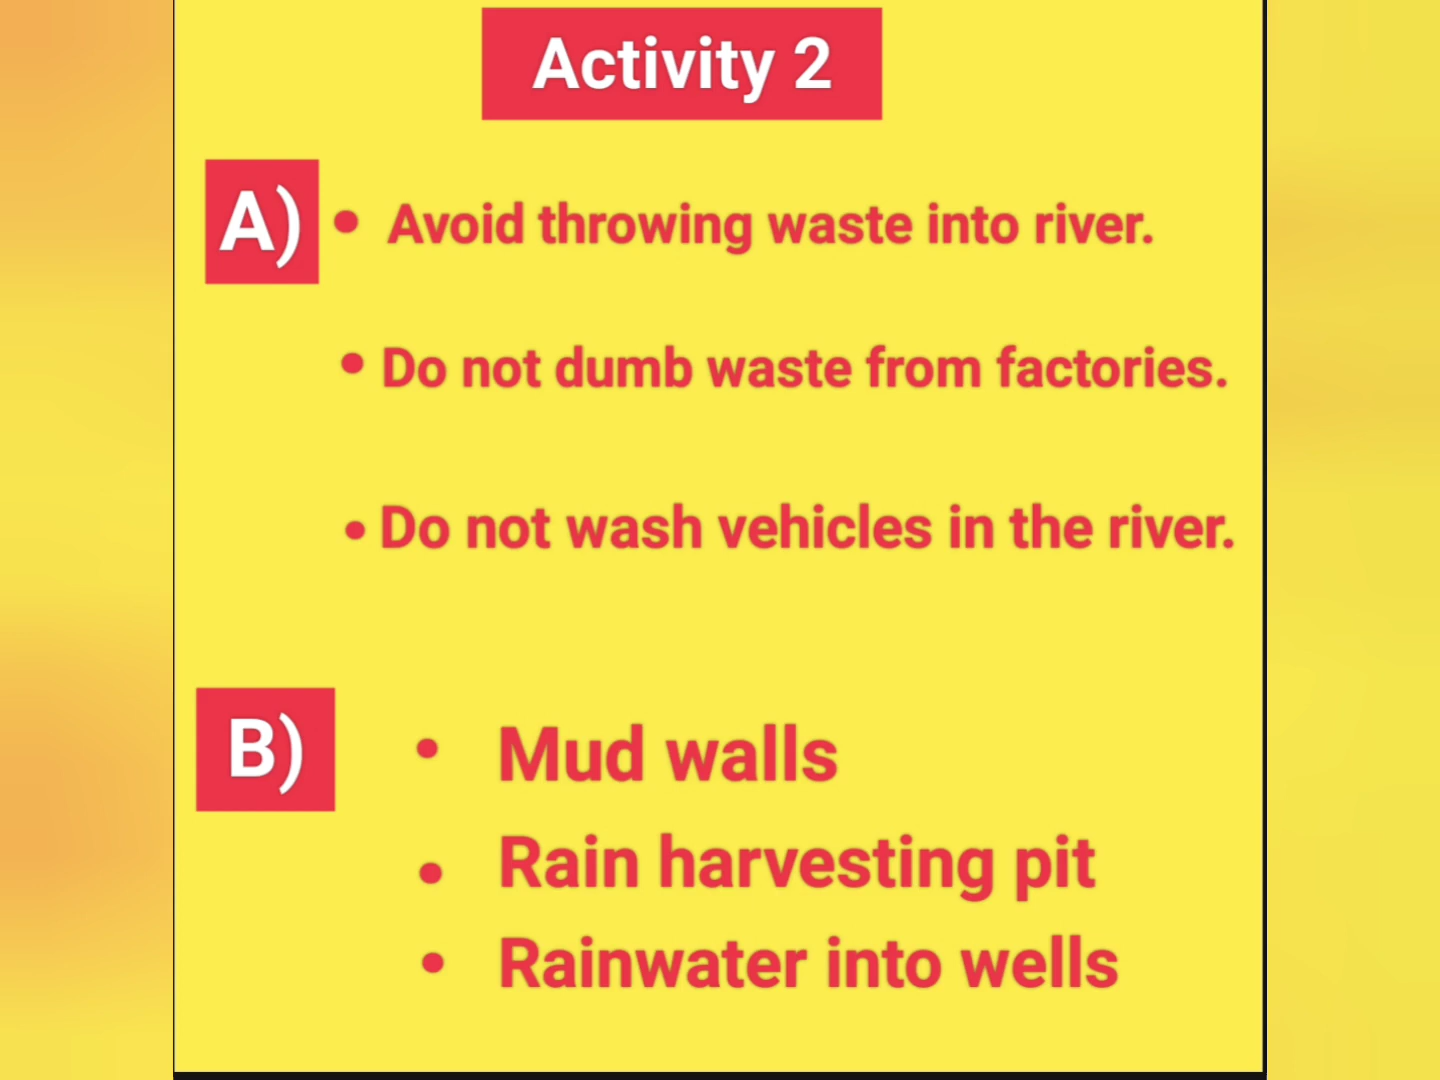 Activity 2
A) • Avoid throwing waste into river.
• Do not dumb waste from factories.
• Do not wash vehicles in the river.
B) • Mud walls
• Rain harvesting pit
• Rainwater into wells